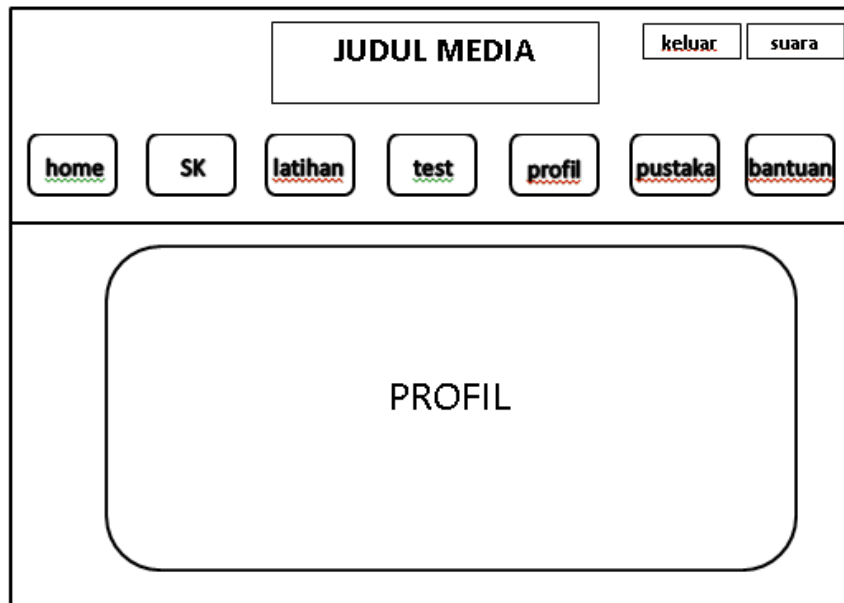 JUDUL MEDIA
keluar
suara
home
SK
latihan
test
profil
pustaka
bantuan
PROFIL